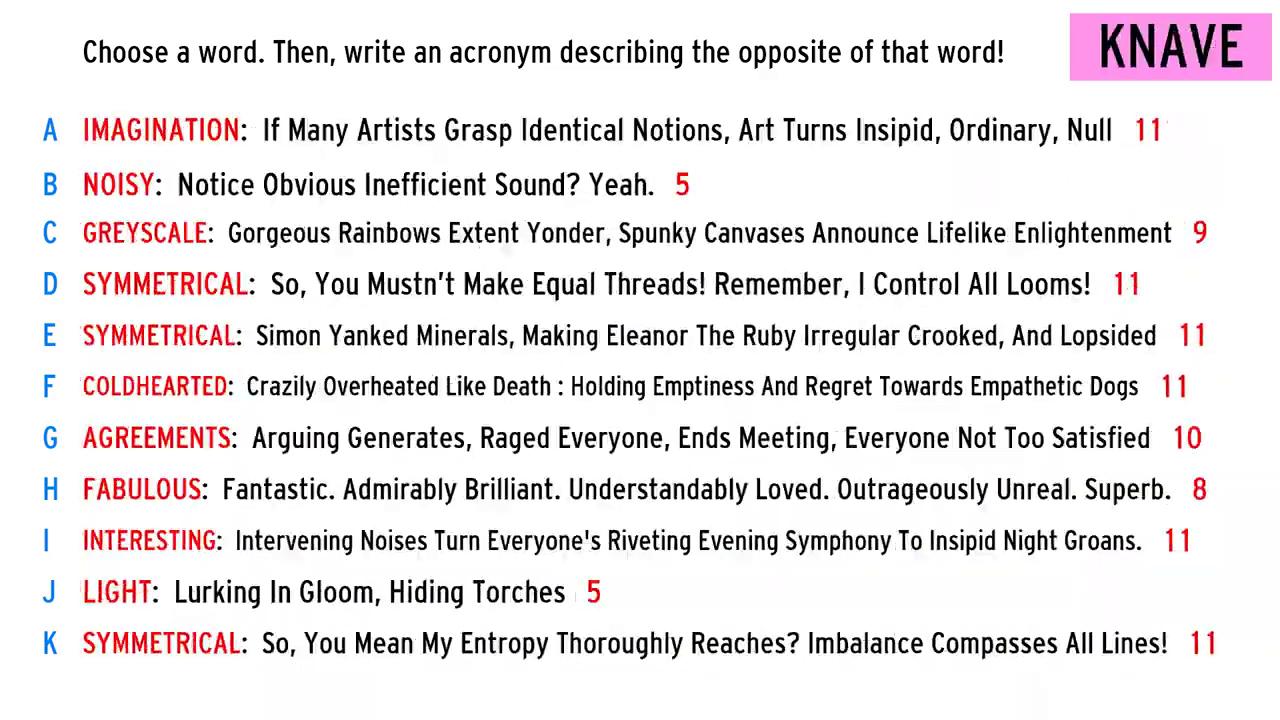 Choose a word. Then, write an acronym describing the opposite of that word!
KNAVE
A IMAGINATION: If Many Artists Grasp Identical Notions, Art Turns Insipid, Ordinary, Null 11
B NOISY: Notice Obvious Inefficient Sound? Yeah. 5
C GREYSCALE: Gorgeous Rainbows Extent Yonder, Spunky Canvases Announce Lifelike Enlightenment 9
D SYMMETRICAL: So, You Mustn't Make Equal Threads! Remember, I Control All Looms! 11
E SYMMETRICAL: Simon Yanked Minerals, Making Eleanor The Ruby Irregular Crooked, And Lopsided 11
F COLDHEARTED: Crazily Overheated Like Death : Holding Emptiness And Regret Towards Empathetic Dogs 11
G AGREEMENTS: Arguing Generates, Raged Everyone, Ends Meeting, Everyone Not Too Satisfied 10
H FABULOUS: Fantastic. Admirably Brilliant. Understandably Loved. Outrageously Unreal. Superb. 8
I INTERESTING: Intervening Noises Turn Everyone's Riveting Evening Symphony To Insipid Night Groans. 11
J LIGHT: Lurking In Gloom, Hiding Torches 5
K SYMMETRICAL: So, You Mean My Entropy Thoroughly Reaches? Imbalance Compasses All Lines! 11